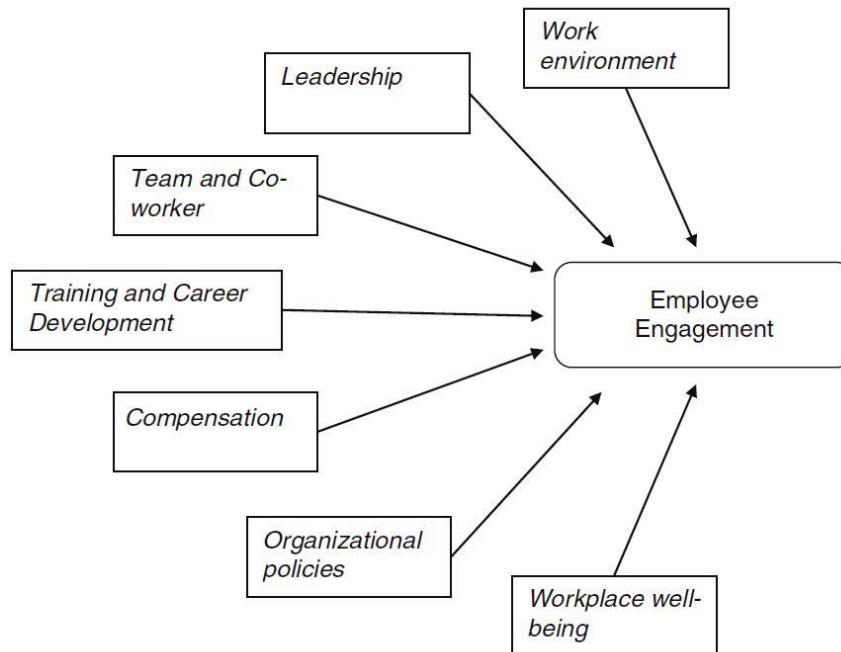 Work
environment
Leadership
Team and Co-
worker
Training and Career
Development
Employee
Engagement
Compensation
Organizational
policies
Workplace well-
being